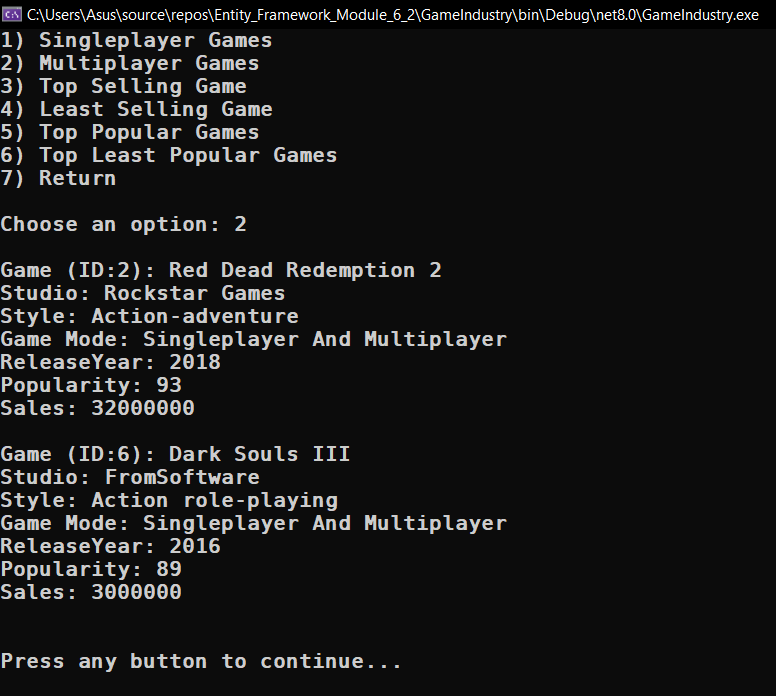 C:\Users\Asus\source\repos\Entity_Framework_Module_6_2\GameIndustry\bin\Debug\net8.0\GameIndustry.exe
1) Singleplayer Games
2) Multiplayer Games
3) Top Selling Game
4) Least Selling Game
5) Top Popular Games
6) Top Least Popular Games
7) Return
Choose an option: 2
Game (ID:2): Red Dead Redemption 2
Studio: Rockstar Games
Style: Action-adventure
Game Mode: Singleplayer And Multiplayer
ReleaseYear: 2018
Popularity: 93
Sales: 32000000
Game (ID:6): Dark Souls III
Studio: FromSoftware
Style: Action role-playing
Game Mode: Singleplayer And Multiplayer
ReleaseYear: 2016
Popularity: 89
Sales: 3000000
Press any button to continue...